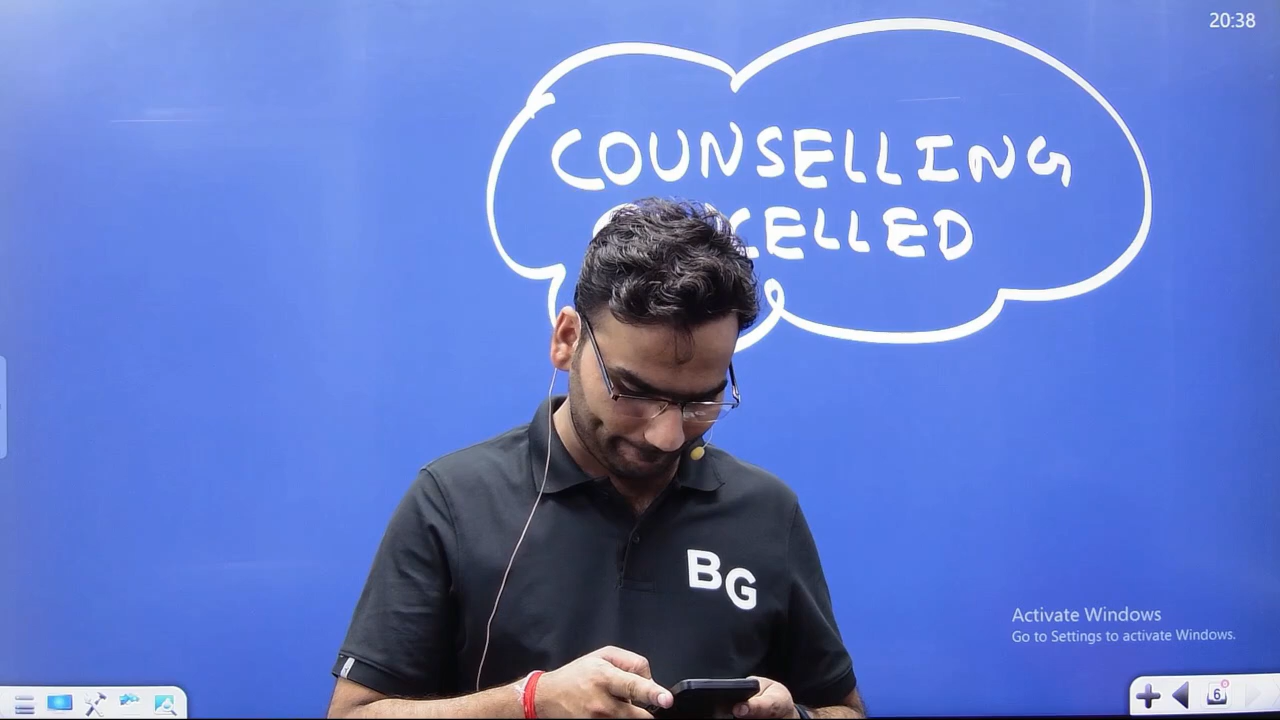 20:38
COUNSELLING
BG
Activate Windows
Go to Settings to activate Windows.
6